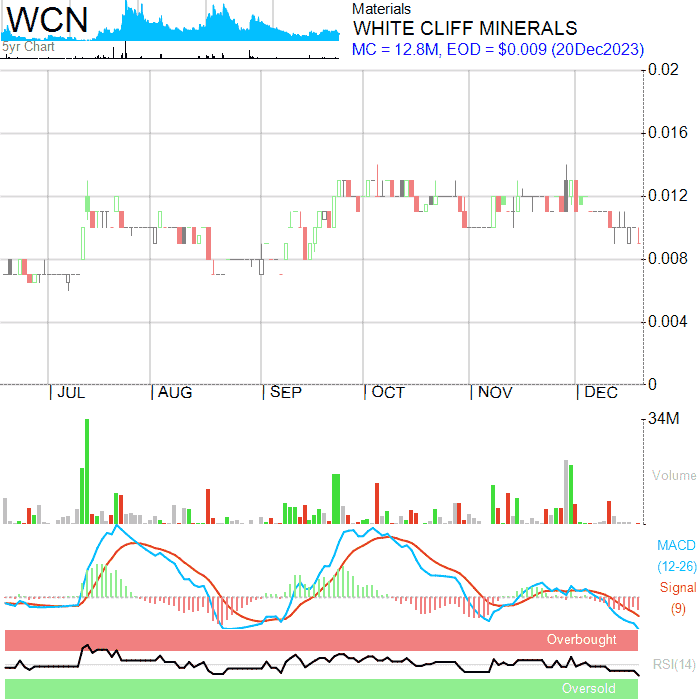 WCN
5yr Chart
Materials
WHITE CLIFF MINERALS
MC = 12.8M, EOD = $0.009 (20Dec2023)
0.02
0.016
0.012
0.008
0.004
0
JUL AUG SEP OCT NOV DEC
34M
Volume
MACD
(12-26)
Signal
(9)
Overbought
RSI(14)
Oversold